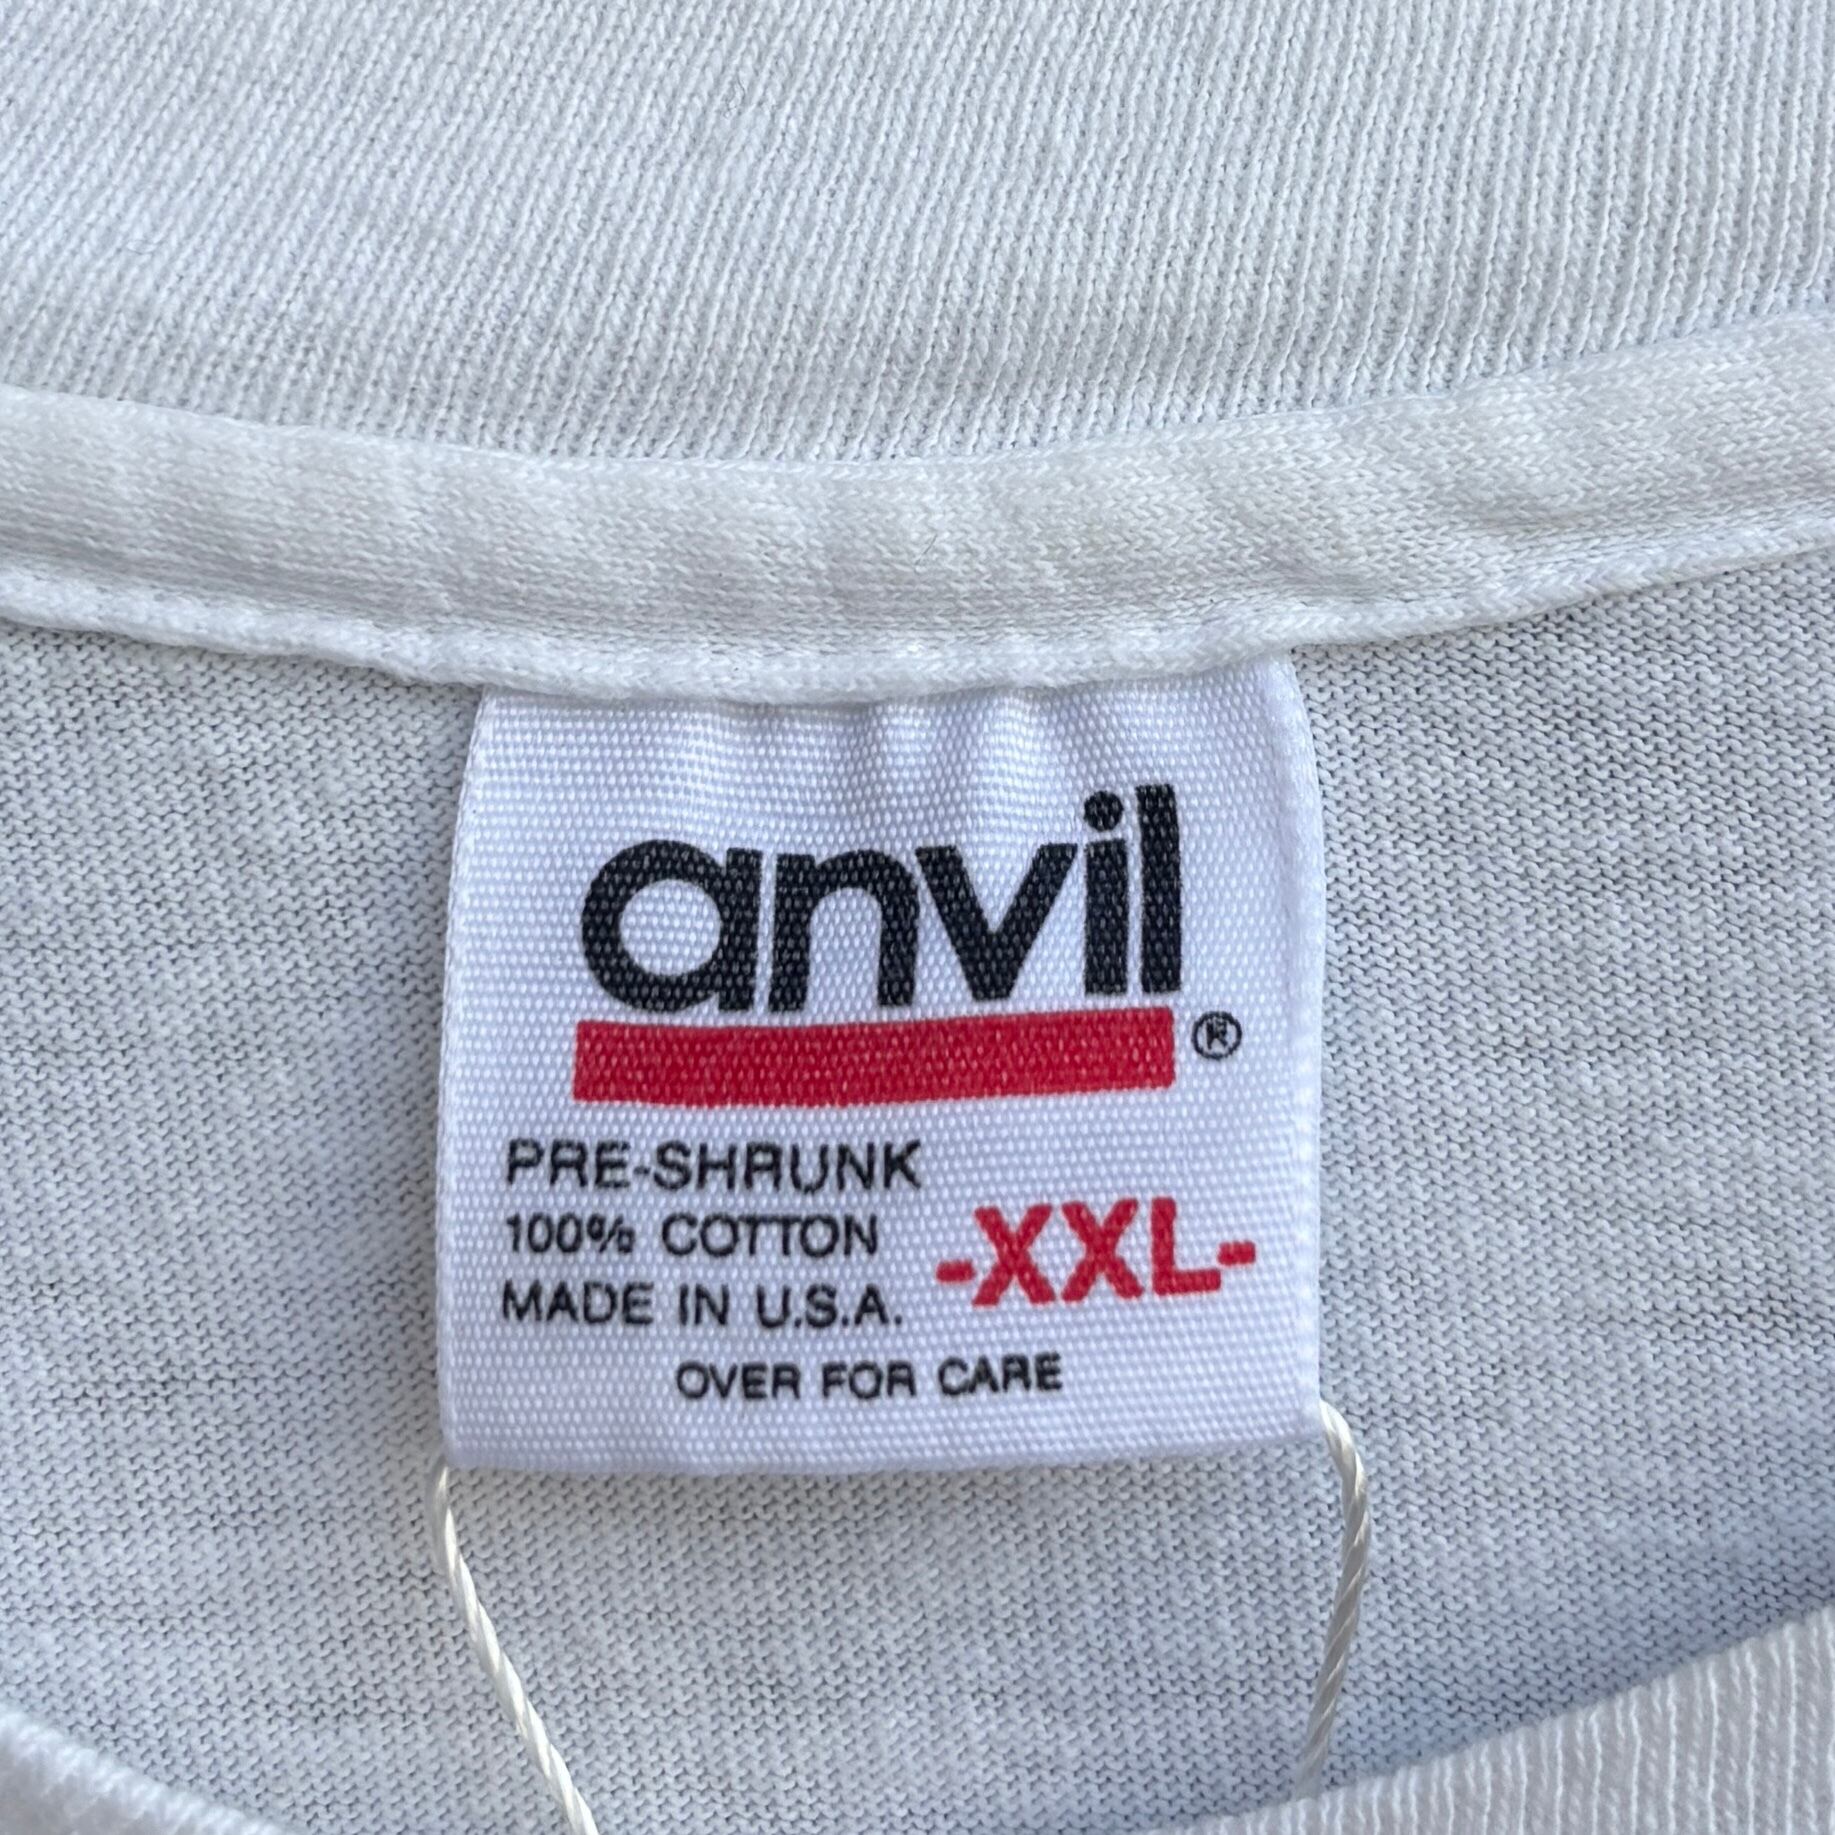 anvil
®
PRE-SHRUNK
100% COTTON
MADE IN U.S.A.
-XXL-
OVER FOR CARE